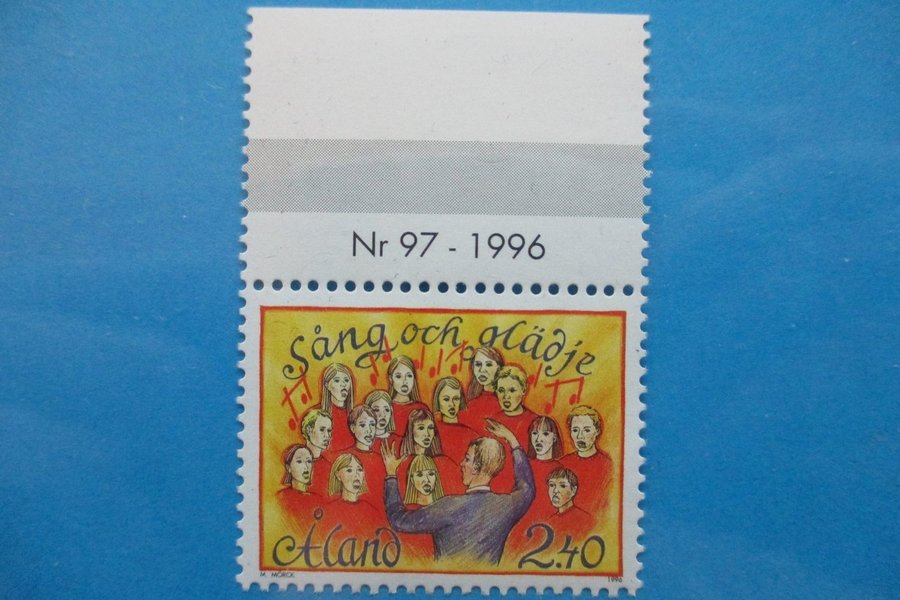 Nr 97 - 1996
Sång och glädje
Åland 2.40
M. MÖRCK 1996